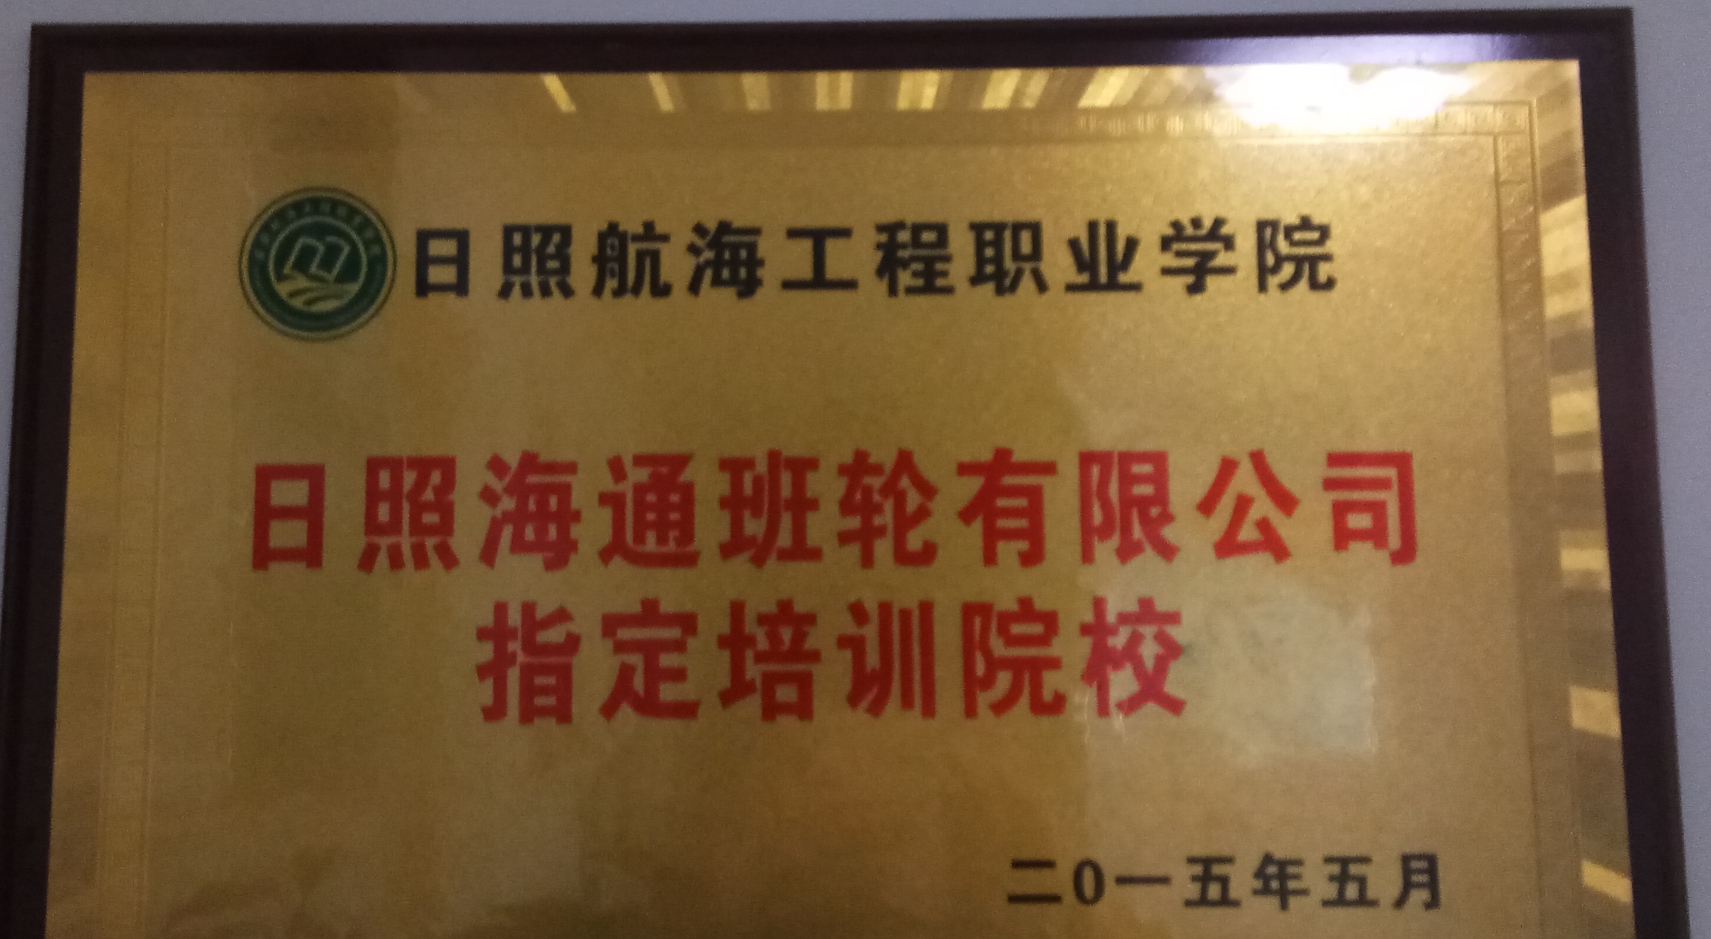 日照航海工程职业学院
日照海通班轮有限公司
指定培训院校
二0一五年五月